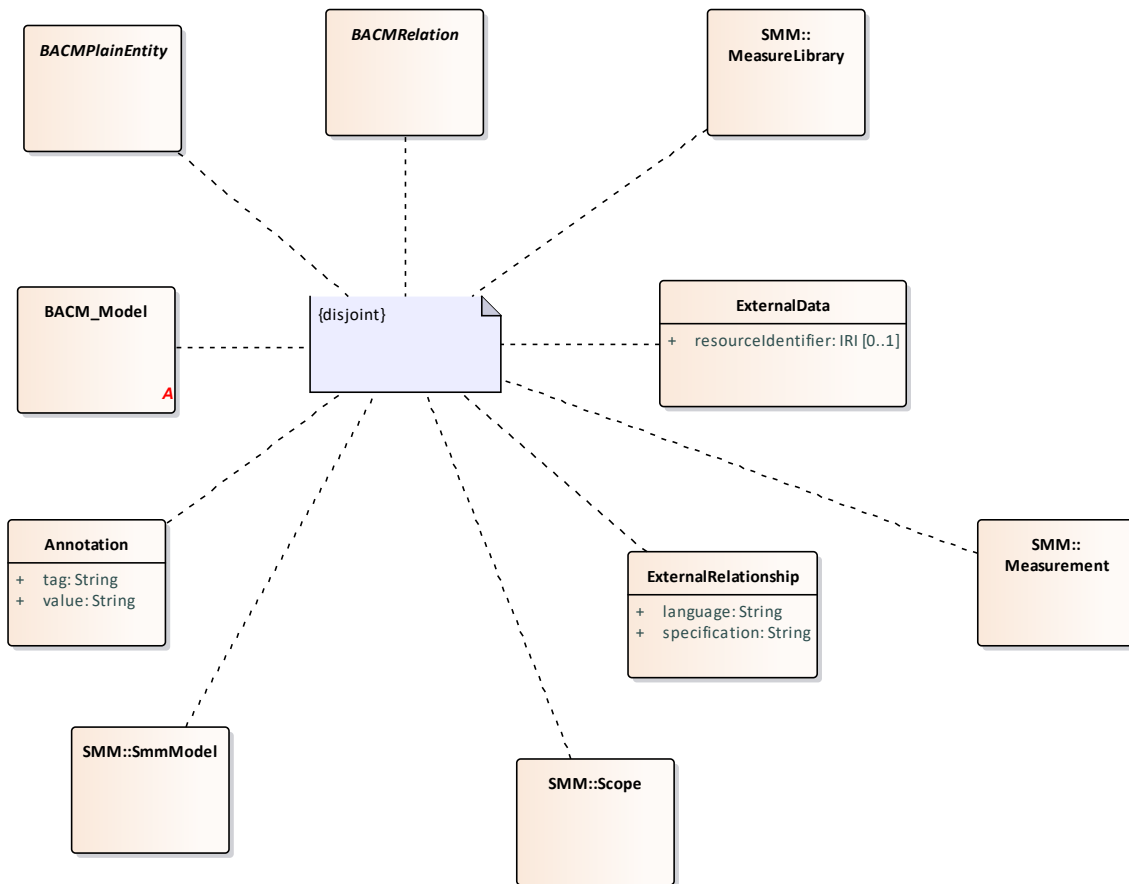 BACMPlainEntity
BACMRelation
SMM::
MeasureLibrary
BACM_Model
A
{disjoint}
ExternalData
+ resourceIdentifier: IRI [0..1]
Annotation
+ tag: String
+ value: String
ExternalRelationship
+ language: String
+ specification: String
SMM::
Measurement
SMM::SmmModel
SMM::Scope